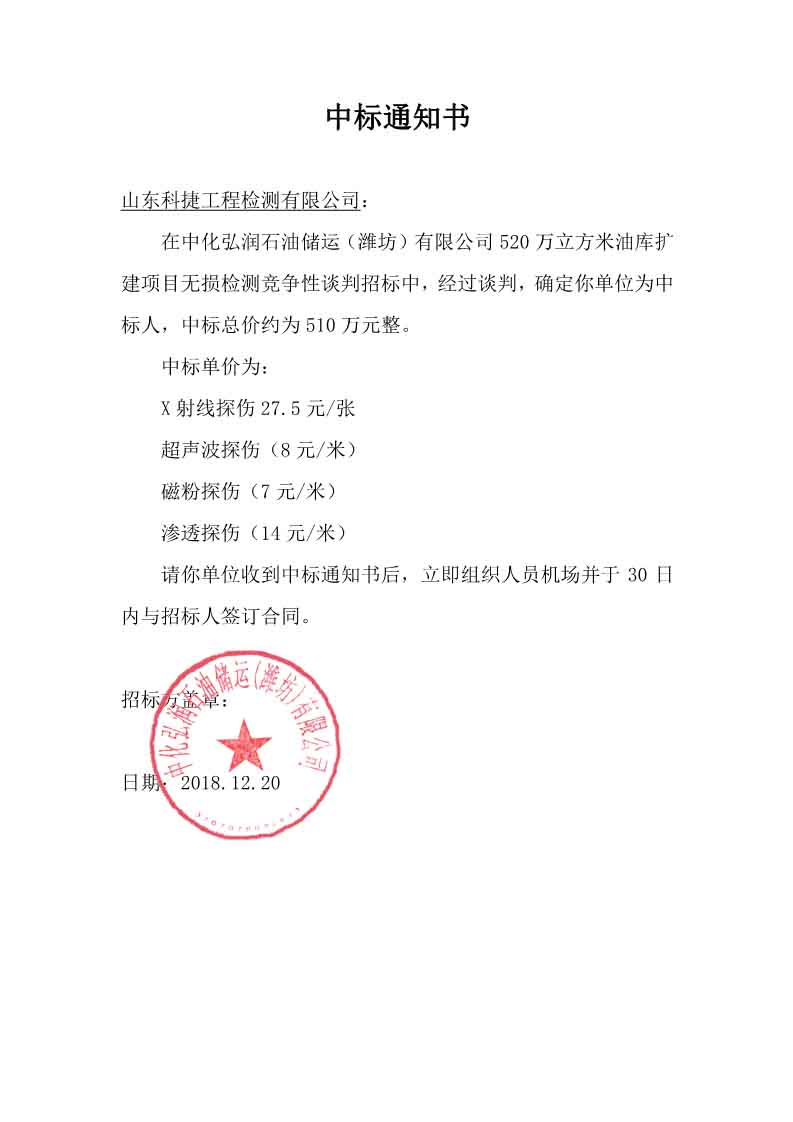 中标通知书
山东科捷工程检测有限公司：
在中化弘润石油储运（潍坊）有限公司 520 万立方米油库扩
建项目无损检测竞争性谈判招标中，经过谈判，确定你单位为中
标人，中标总价约为 510 万元整。
中标单价为：
X 射线探伤 27.5 元/张
超声波探伤（8 元/米）
磁粉探伤（7 元/米）
渗透探伤（14 元/米）
请你单位收到中标通知书后，立即组织人员机场并于 30 日
内与招标人签订合同。
招标方盖章：
中化弘润石油储运(潍坊)有限公司
日期：2018.12.20